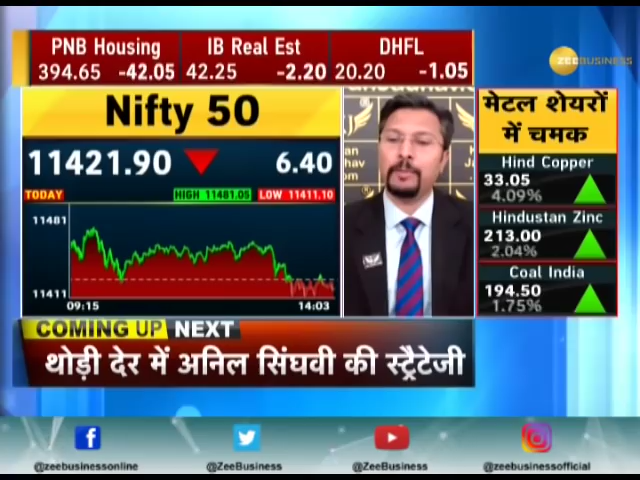 PNB Housing
394.65 -42.05
IB Real Est
42.25 -2.20
DHFL
20.20 -1.05
ZEEBUSINESS
Nifty 50
11421.90 6.40
TODAY HIGH 11481.05 LOW 11411.10
11481
11411
09:15 14:03
मेटल शेयरों
में चमक
Hind Copper
33.05
4.09%
Hindustan Zinc
213.00
2.04%
Coal India
194.50
1.75%
COMING UP NEXT
थोड़ी देर में अनिल सिंघवी की स्ट्रैटेजी
@zeebusinessonline @ZeeBusiness @ZeeBusiness @zeebusinessofficial